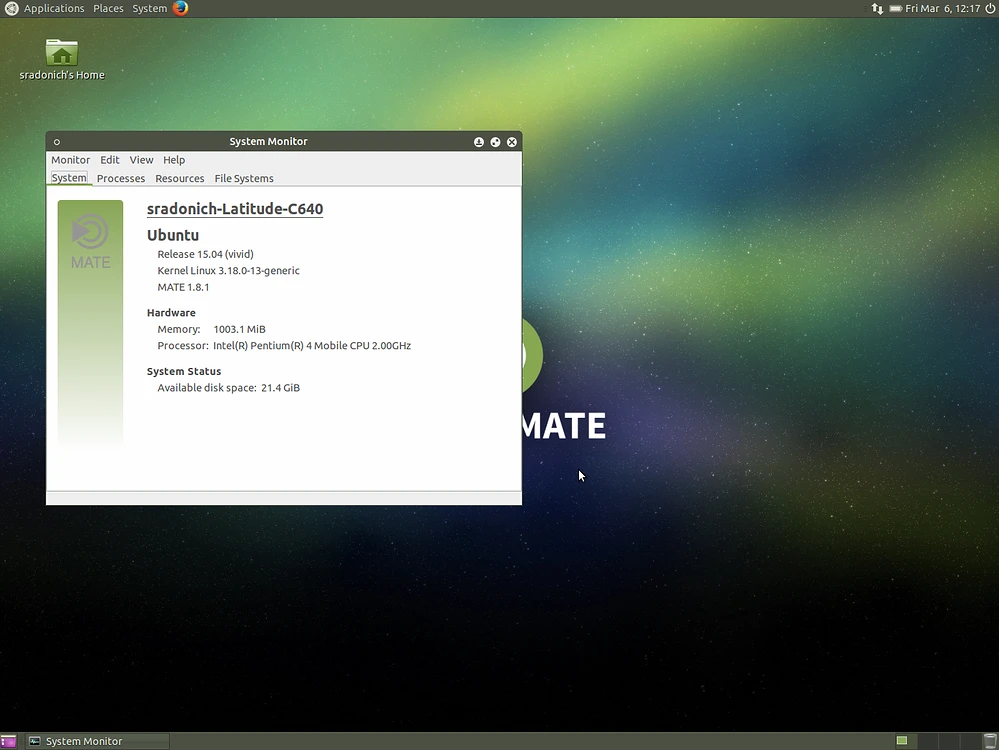 Applications Places System
Fri Mar 6, 12:17
sradonich's Home
System Monitor
Monitor Edit View Help
System Processes Resources File Systems
MATE
sradonich-Latitude-C640
Ubuntu
Release 15.04 (vivid)
Kernel Linux 3.18.0-13-generic
MATE 1.8.1
Hardware
Memory: 1003.1 MiB
Processor: Intel(R) Pentium(R) 4 Mobile CPU 2.00GHz
System Status
Available disk space: 21.4 GiB
MATE
System Monitor